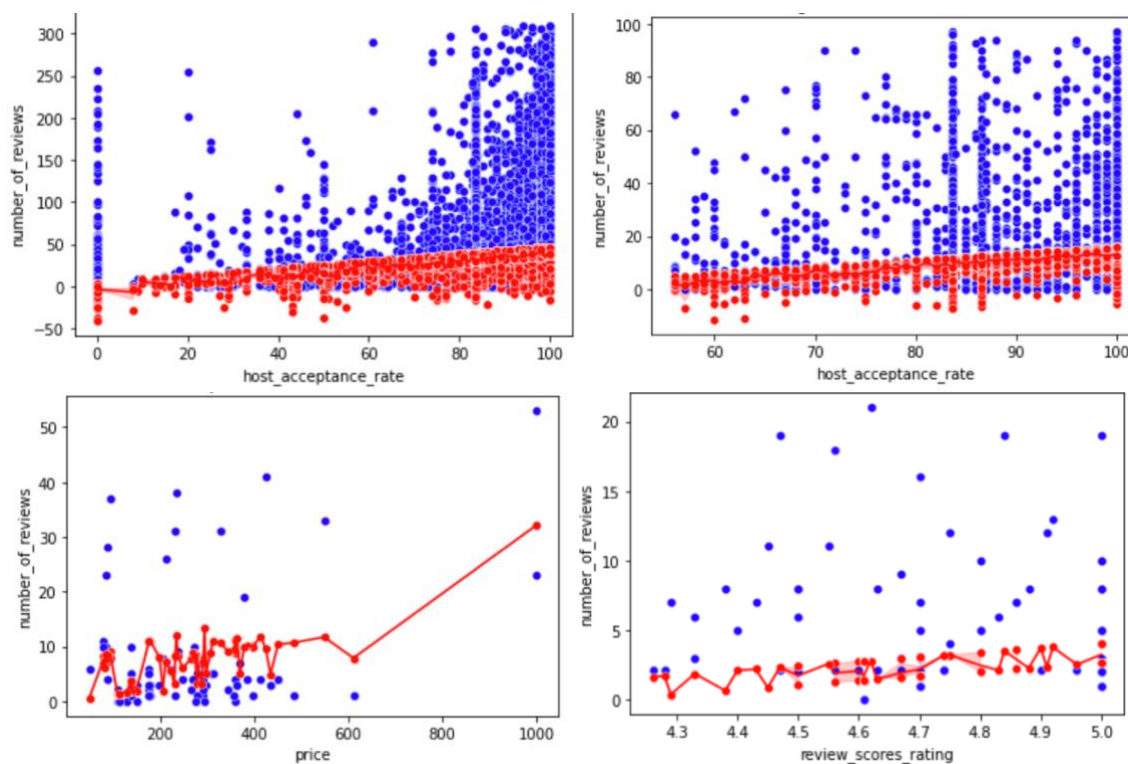 300
250
200
150
100
50
0
−50
number_of_reviews
0 20 40 60 80 100
host_acceptance_rate
100
80
60
40
20
0
number_of_reviews
60 70 80 90 100
host_acceptance_rate
50
40
30
20
10
0
number_of_reviews
200 400 600 800 1000
price
20
15
10
5
0
number_of_reviews
4.3 4.4 4.5 4.6 4.7 4.8 4.9 5.0
review_scores_rating